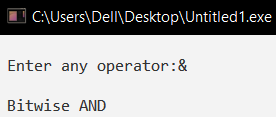 C:\Users\Dell\Desktop\Untitled1.exe
Enter any operator:&
Bitwise AND